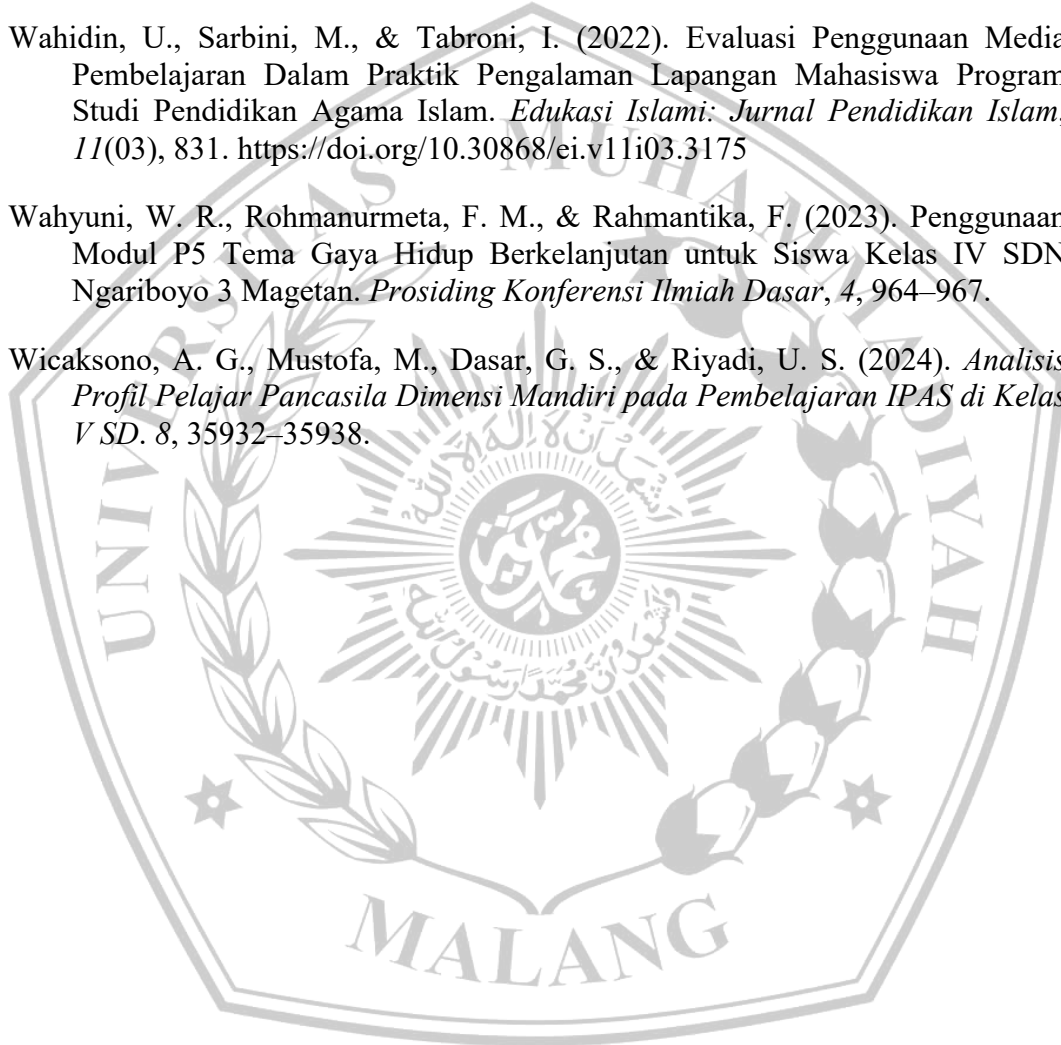 Wahidin, U., Sarbini, M., & Tabroni, I. (2022). Evaluasi Penggunaan Media
Pembelajaran Dalam Praktik Pengalaman Lapangan Mahasiswa Program
Studi Pendidikan Agama Islam. Edukasi Islami: Jurnal Pendidikan Islam,
11(03), 831. https://doi.org/10.30868/ei.v11i03.3175
Wahyuni, W. R., Rohmanurmeta, F. M., & Rahmantika, F. (2023). Penggunaan
Modul P5 Tema Gaya Hidup Berkelanjutan untuk Siswa Kelas IV SDN
Ngariboyo 3 Magetan. Prosiding Konferensi Ilmiah Dasar, 4, 964–967.
Wicaksono, A. G., Mustofa, M., Dasar, G. S., & Riyadi, U. S. (2024). Analisis
Profil Pelajar Pancasila Dimensi Mandiri pada Pembelajaran IPAS di Kelas
V SD. 8, 35932–35938.
UNIVERSITAS MUHAMMADIYAH
MALANG